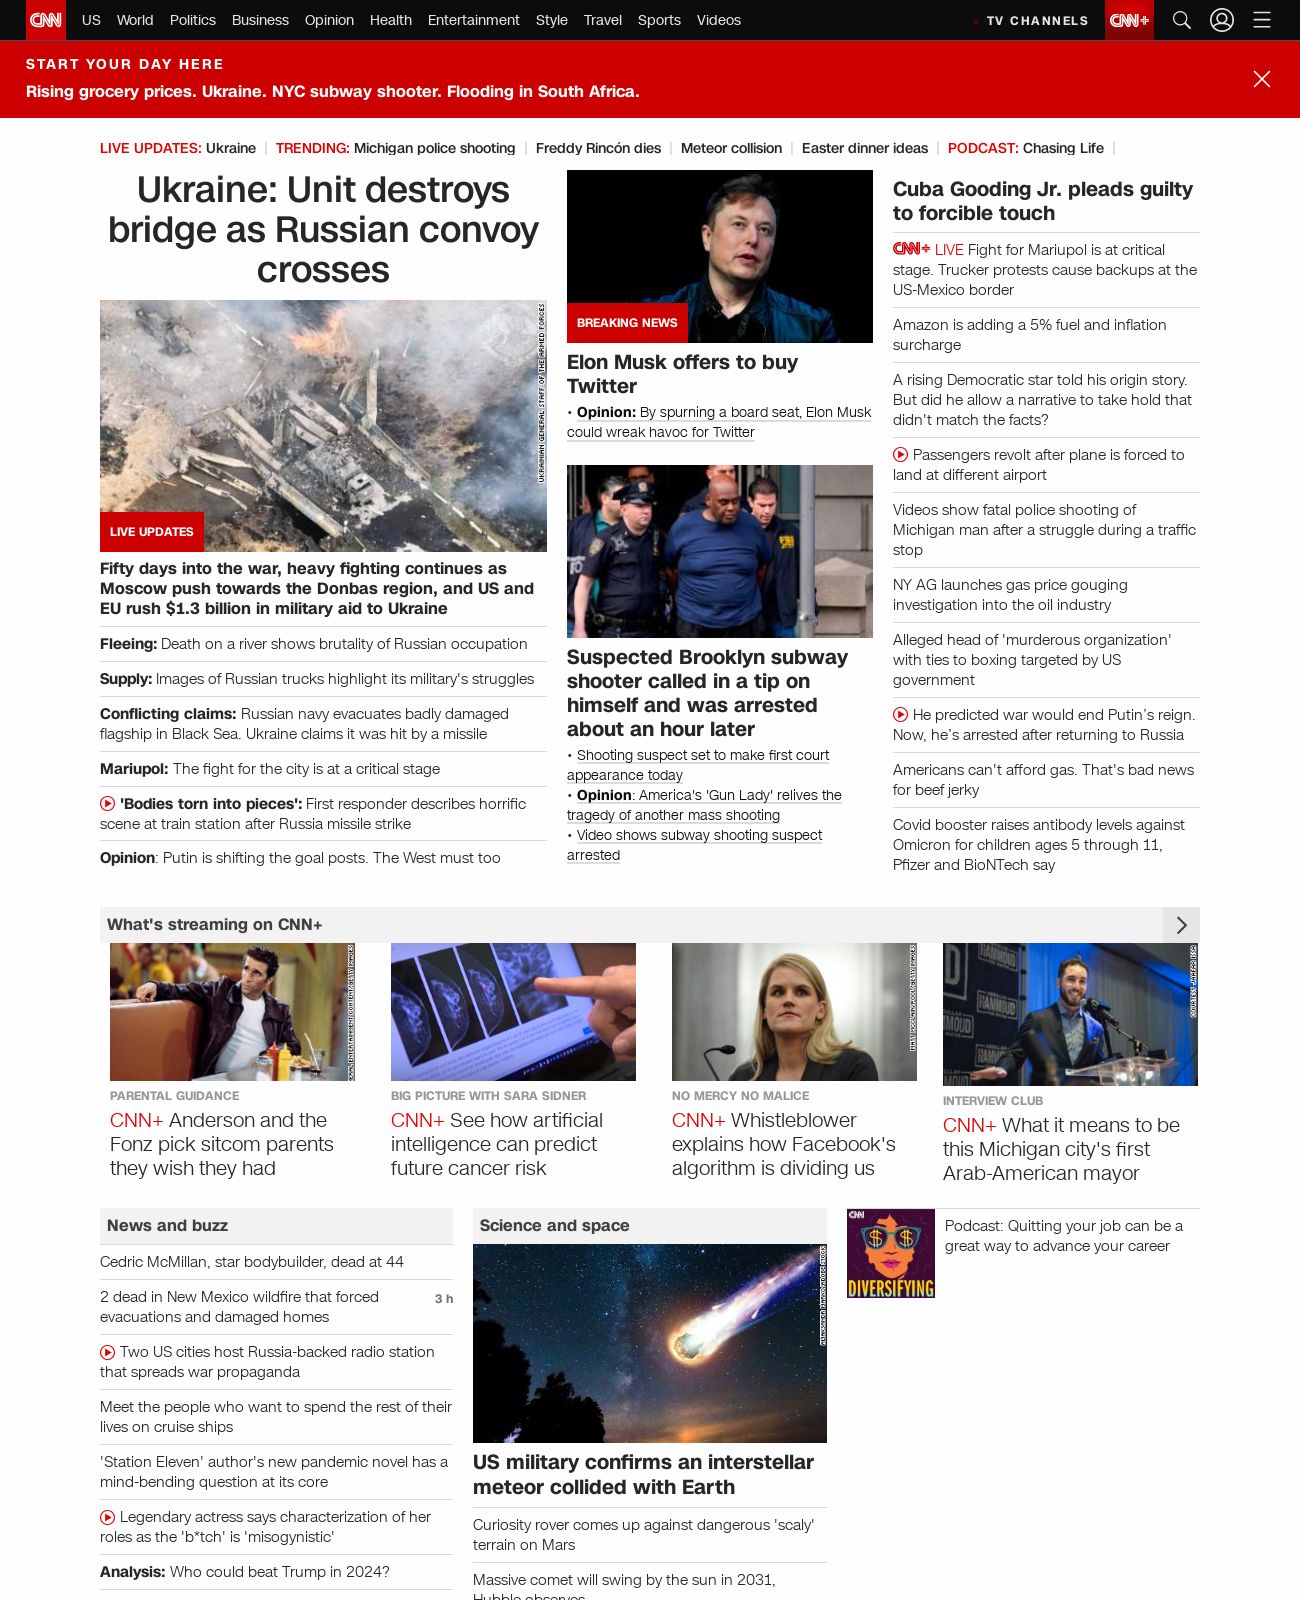 CNN US World Politics Business Opinion Health Entertainment Style Travel Sports Videos TV CHANNELS CNN+
START YOUR DAY HERE
Rising grocery prices. Ukraine. NYC subway shooter. Flooding in South Africa.
LIVE UPDATES: Ukraine TRENDING: Michigan police shooting Freddy Rincón dies Meteor collision Easter dinner ideas PODCAST: Chasing Life
Ukraine: Unit destroys
bridge as Russian convoy
crosses
UKRAINIAN GENERAL STAFF OF THE ARMED FORCES
LIVE UPDATES
Fifty days into the war, heavy fighting continues as
Moscow push towards the Donbas region, and US and
EU rush $1.3 billion in military aid to Ukraine
Fleeing: Death on a river shows brutality of Russian occupation
Supply: Images of Russian trucks highlight its military's struggles
Conflicting claims: Russian navy evacuates badly damaged
flagship in Black Sea. Ukraine claims it was hit by a missile
Mariupol: The fight for the city is at a critical stage
'Bodies torn into pieces': First responder describes horrific
scene at train station after Russia missile strike
Opinion: Putin is shifting the goal posts. The West must too
BREAKING NEWS
Elon Musk offers to buy
Twitter
• Opinion: By spurning a board seat, Elon Musk
could wreak havoc for Twitter
FBI
Suspected Brooklyn subway
shooter called in a tip on
himself and was arrested
about an hour later
• Shooting suspect set to make first court
appearance today
• Opinion: America's 'Gun Lady' relives the
tragedy of another mass shooting
• Video shows subway shooting suspect
arrested
Cuba Gooding Jr. pleads guilty
to forcible touch
CNN+ LIVE Fight for Mariupol is at critical
stage. Trucker protests cause backups at the
US-Mexico border
Amazon is adding a 5% fuel and inflation
surcharge
A rising Democratic star told his origin story.
But did he allow a narrative to take hold that
didn't match the facts?
Passengers revolt after plane is forced to
land at different airport
Videos show fatal police shooting of
Michigan man after a struggle during a traffic
stop
NY AG launches gas price gouging
investigation into the oil industry
Alleged head of 'murderous organization'
with ties to boxing targeted by US
government
He predicted war would end Putin’s reign.
Now, he’s arrested after returning to Russia
Americans can't afford gas. That's bad news
for beef jerky
Covid booster raises antibody levels against
Omicron for children ages 5 through 11,
Pfizer and BioNTech say
What's streaming on CNN+
PARENTAL GUIDANCE
CNN+ Anderson and the
Fonz pick sitcom parents
they wish they had
BIG PICTURE WITH SARA SIDNER
CNN+ See how artificial
intelligence can predict
future cancer risk
NO MERCY NO MALICE
CNN+ Whistleblower
explains how Facebook's
algorithm is dividing us
HAMMOUD
INTERVIEW CLUB
CNN+ What it means to be
this Michigan city's first
Arab-American mayor
News and buzz
Cedric McMillan, star bodybuilder, dead at 44
2 dead in New Mexico wildfire that forced 3 h
evacuations and damaged homes
Two US cities host Russia-backed radio station
that spreads war propaganda
Meet the people who want to spend the rest of their
lives on cruise ships
'Station Eleven' author's new pandemic novel has a
mind-bending question at its core
Legendary actress says characterization of her
roles as the 'b*tch' is 'misogynistic'
Analysis: Who could beat Trump in 2024?
Science and space
US military confirms an interstellar
meteor collided with Earth
Curiosity rover comes up against dangerous 'scaly'
terrain on Mars
Massive comet will swing by the sun in 2031,
Hubble observes
CNN
DIVERSIFYING
Podcast: Quitting your job can be a
great way to advance your career